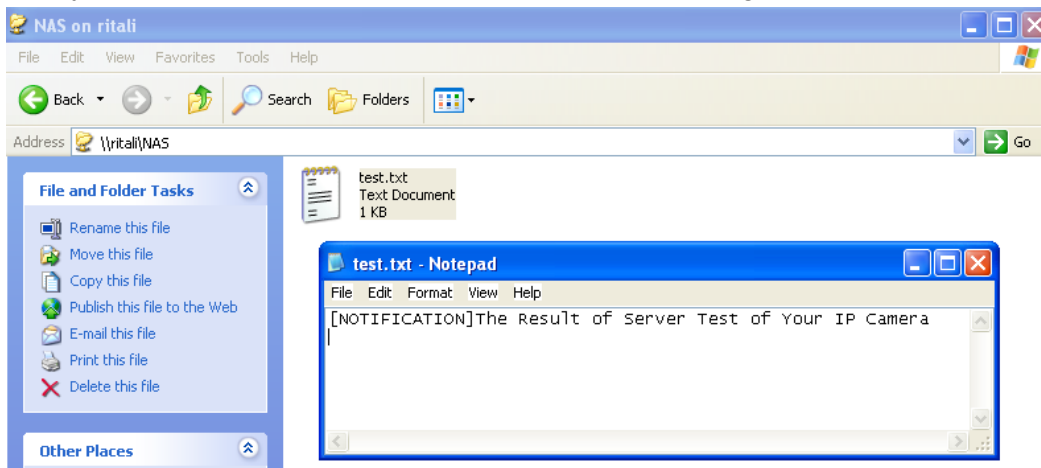 NAS on ritali
File Edit View Favorites Tools Help
Back Search Folders
Address \\ritali\NAS Go
File and Folder Tasks
Rename this file
Move this file
Copy this file
Publish this file to the Web
E-mail this file
Print this file
Delete this file
Other Places
test.txt
Text Document
1 KB
test.txt - Notepad
File Edit Format View Help
[NOTIFICATION]The Result of Server Test of Your IP Camera